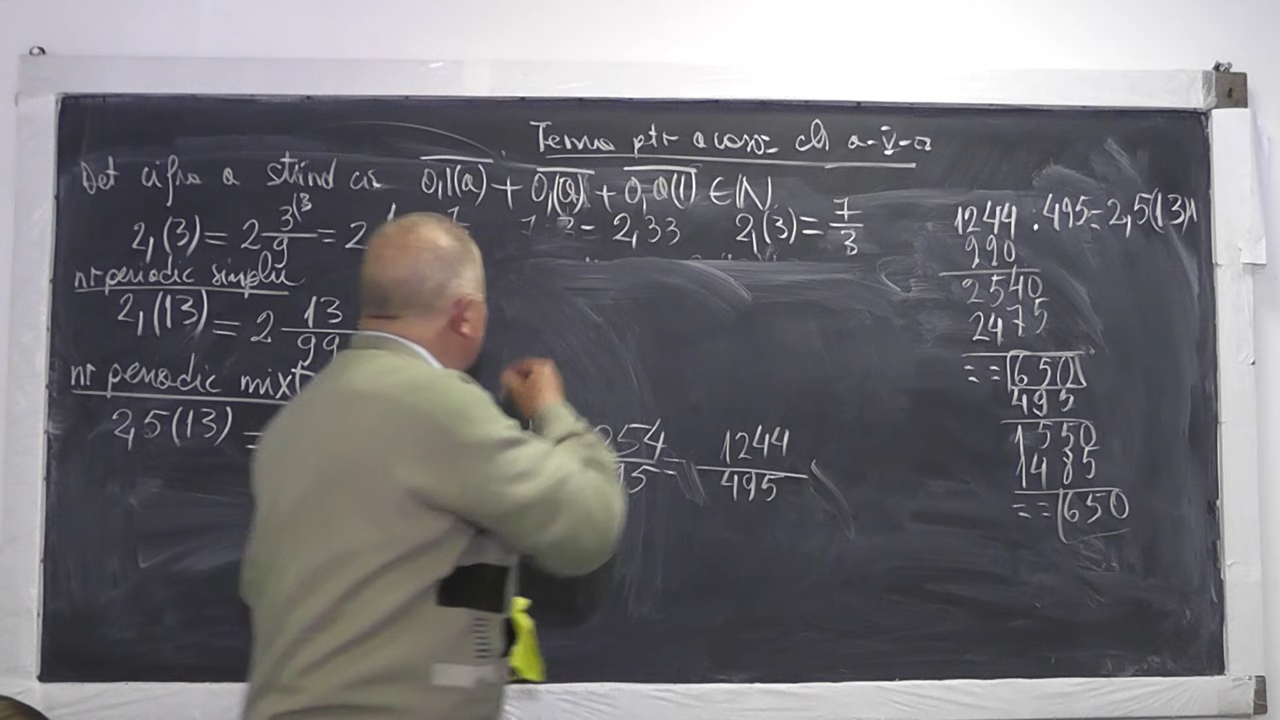 Tema ptr acasă cls a-V-a
Det cifra a știind că 0,1(a) + 0,(a) + 0,a(1) ∈ ℕ
2,(3) = 2 3/9 = 2 = 2,33 2,(3) = 7/3
nr periodic simplu
2,(13) = 2 13/99
nr periodic mixt
2,5(13) = 254 = 1244/495
1244 : 495 = 2,5(13)
990
2540
2475
= = 650
495
1550
1485
= = 650